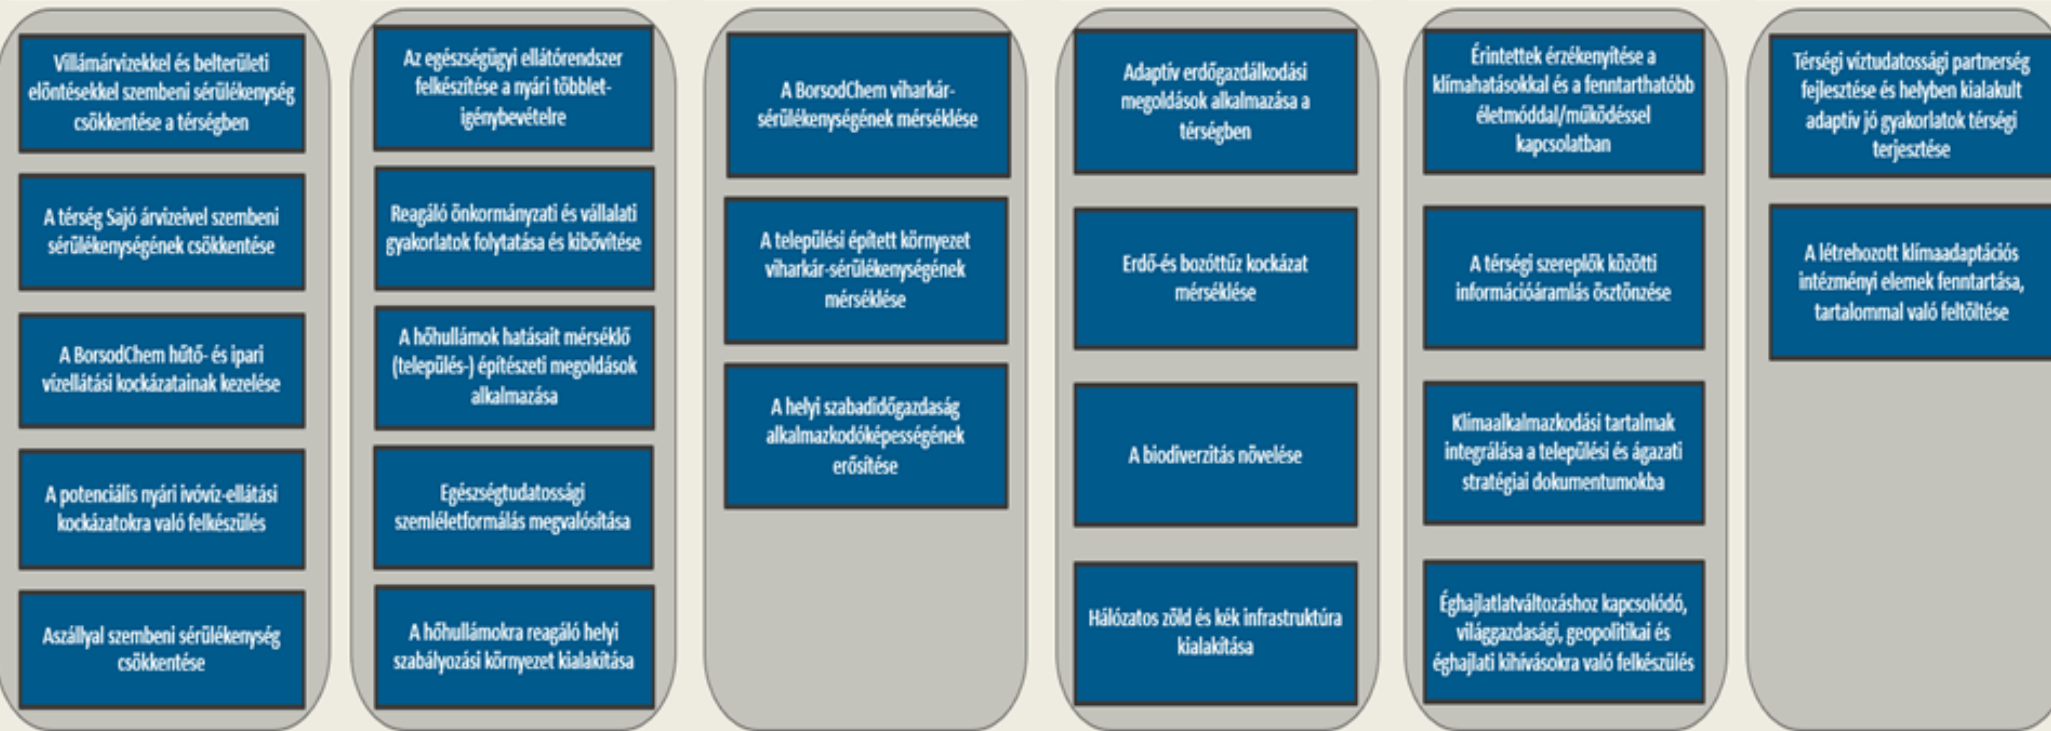 Villámárvizekkel és belterületi
elöntésekkel szembeni sérülékenység
csökkentése a térségben
A térség Sajó árvizeivel szembeni
sérülékenységének csökkentése
A BorsodChem hűtő- és ipari
vízellátási kockázatainak kezelése
A potenciális nyári ivóvíz-ellátási
kockázatokra való felkészülés
Aszállyal szembeni sérülékenység
csökkentése
Az egészségügyi ellátórendszer
felkészítése a nyári többlet-
igénybevételre
Reagáló önkormányzati és vállalati
gyakorlatok folytatása és kibővítése
A hőhullámok hatásait mérséklő
(település-) építészeti megoldások
alkalmazása
Egészségtudatossági
szemléletformálás megvalósítása
A hőhullámokra reagáló helyi
szabályozási környezet kialakítása
A BorsodChem viharkár-
sérülékenységének mérséklése
A települési épített környezet
viharkár-sérülékenységének
mérséklése
A helyi szabadidőgazdaság
alkalmazkodóképességének
erősítése
Adaptív erdőgazdálkodási
megoldások alkalmazása a
térségben
Erdő-és bozóttűz kockázat
mérséklése
A biodiverzitás növelése
Hálózatos zöld és kék infrastruktúra
kialakítása
Érintettek érzékenyítése a
klímahatásokkal és a fenntarthatóbb
életmóddal/működéssel
kapcsolatban
A térségi szereplők közötti
információáramlás ösztönzése
Klímaalkalmazkodási tartalmak
integrálása a települési és ágazati
stratégiai dokumentumokba
Éghajlatlatváltozáshoz kapcsolódó,
világgazdasági, geopolitikai és
éghajlati kihívásokra való felkészülés
Térségi víztudatossági partnerség
fejlesztése és helyben kialakult
adaptív jó gyakorlatok térségi
terjesztése
A létrehozott klímaadaptációs
intézményi elemek fenntartása,
tartalommal való feltöltése